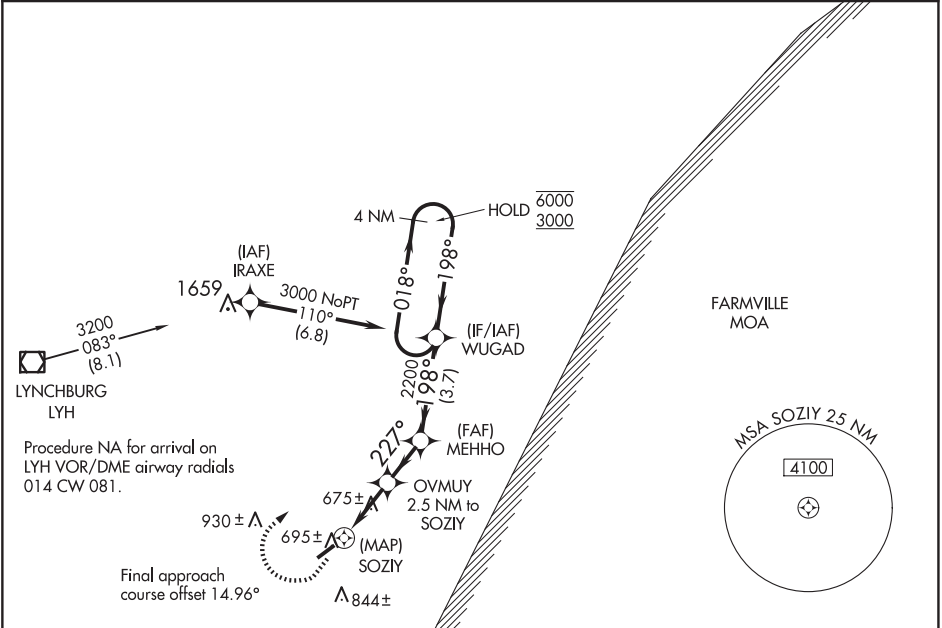 4 NM
HOLD
6000
3000
018°
198°
(IAF)
IRAXE
1659
3000 NoPT
110°
(6.8)
(IF/IAF)
WUGAD
FARMVILLE
MOA
3200
083°
(8.1)
LYNCHBURG
LYH
2200
198°
(3.7)
Procedure NA for arrival on
LYH VOR/DME airway radials
014 CW 081.
227°
(FAF)
MEHHO
OVMUY
2.5 NM to
SOZIY
675±
930±
695±
(MAP)
SOZIY
844±
Final approach
course offset 14.96°
MSA SOZIY 25 NM
4100